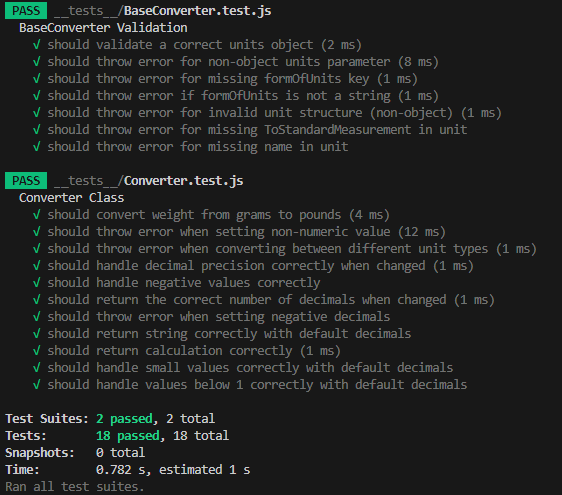 PASS __tests__/BaseConverter.test.js
BaseConverter Validation
√ should validate a correct units object (2 ms)
√ should throw error for non-object units parameter (8 ms)
√ should throw error for missing formOfUnits key (1 ms)
√ should throw error if formOfUnits is not a string (1 ms)
√ should throw error for invalid unit structure (non-object) (1 ms)
√ should throw error for missing ToStandardMeasurement in unit
√ should throw error for missing name in unit
PASS __tests__/Converter.test.js
Converter Class
√ should convert weight from grams to pounds (4 ms)
√ should throw error when setting non-numeric value (12 ms)
√ should throw error when converting between different unit types (1 ms)
√ should handle decimal precision correctly when changed (1 ms)
√ should handle negative values correctly
√ should return the correct number of decimals when changed (1 ms)
√ should throw error when setting negative decimals
√ should return string correctly with default decimals
√ should return calculation correctly (1 ms)
√ should handle small values correctly with default decimals
√ should handle values below 1 correctly with default decimals
Test Suites: 2 passed, 2 total
Tests: 18 passed, 18 total
Snapshots: 0 total
Time: 0.782 s, estimated 1 s
Ran all test suites.